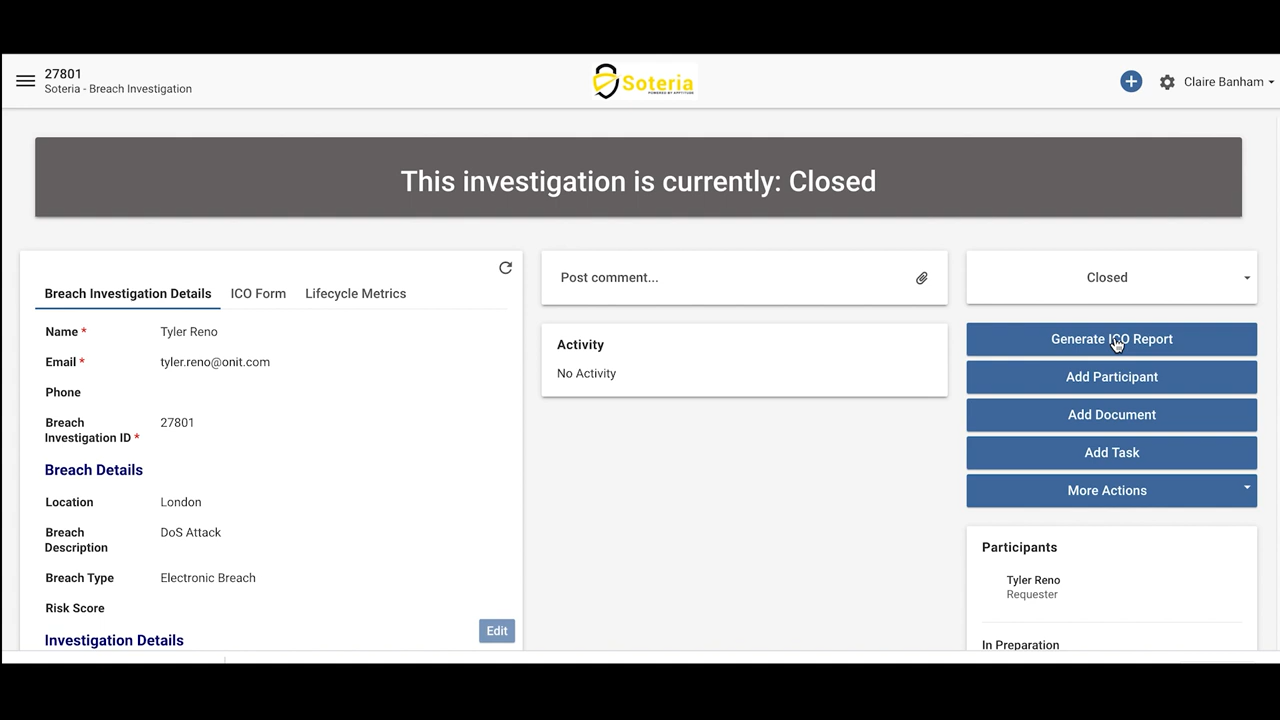 27801
Soteria - Breach Investigation
Soteria
Claire Banham
This investigation is currently: Closed
Breach Investigation Details
ICO Form
Lifecycle Metrics
Name *
Tyler Reno
Email *
tyler.reno@onit.com
Phone
Breach
Investigation ID *
27801
Breach Details
Location
London
Breach
Description
DoS Attack
Breach Type
Electronic Breach
Risk Score
Investigation Details
Edit
Post comment...
Activity
No Activity
Closed
Generate ICO Report
Add Participant
Add Document
Add Task
More Actions
Participants
Tyler Reno
Requester
In Preparation